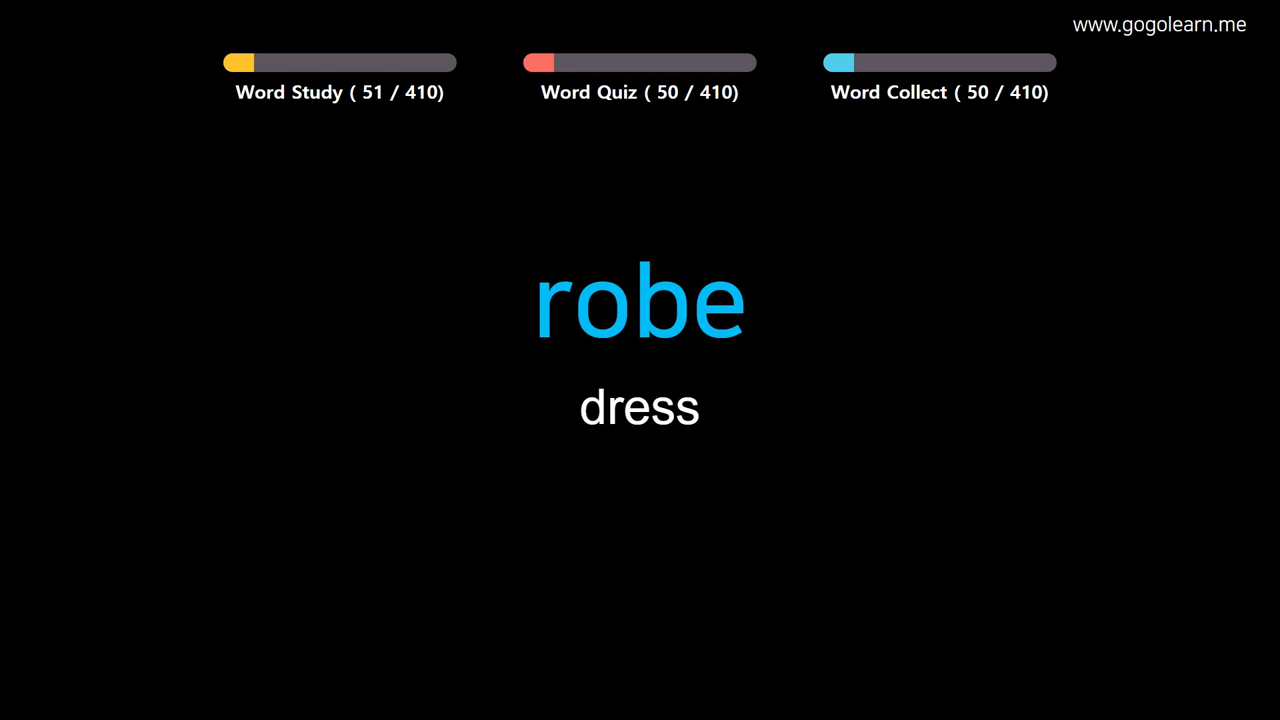 www.gogolearn.me
Word Study ( 51 / 410)
Word Quiz ( 50 / 410)
Word Collect ( 50 / 410)
robe
dress